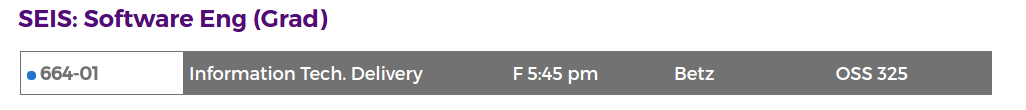 SEIS: Software Eng (Grad)
664-01 Information Tech. Delivery F 5:45 pm Betz OSS 325